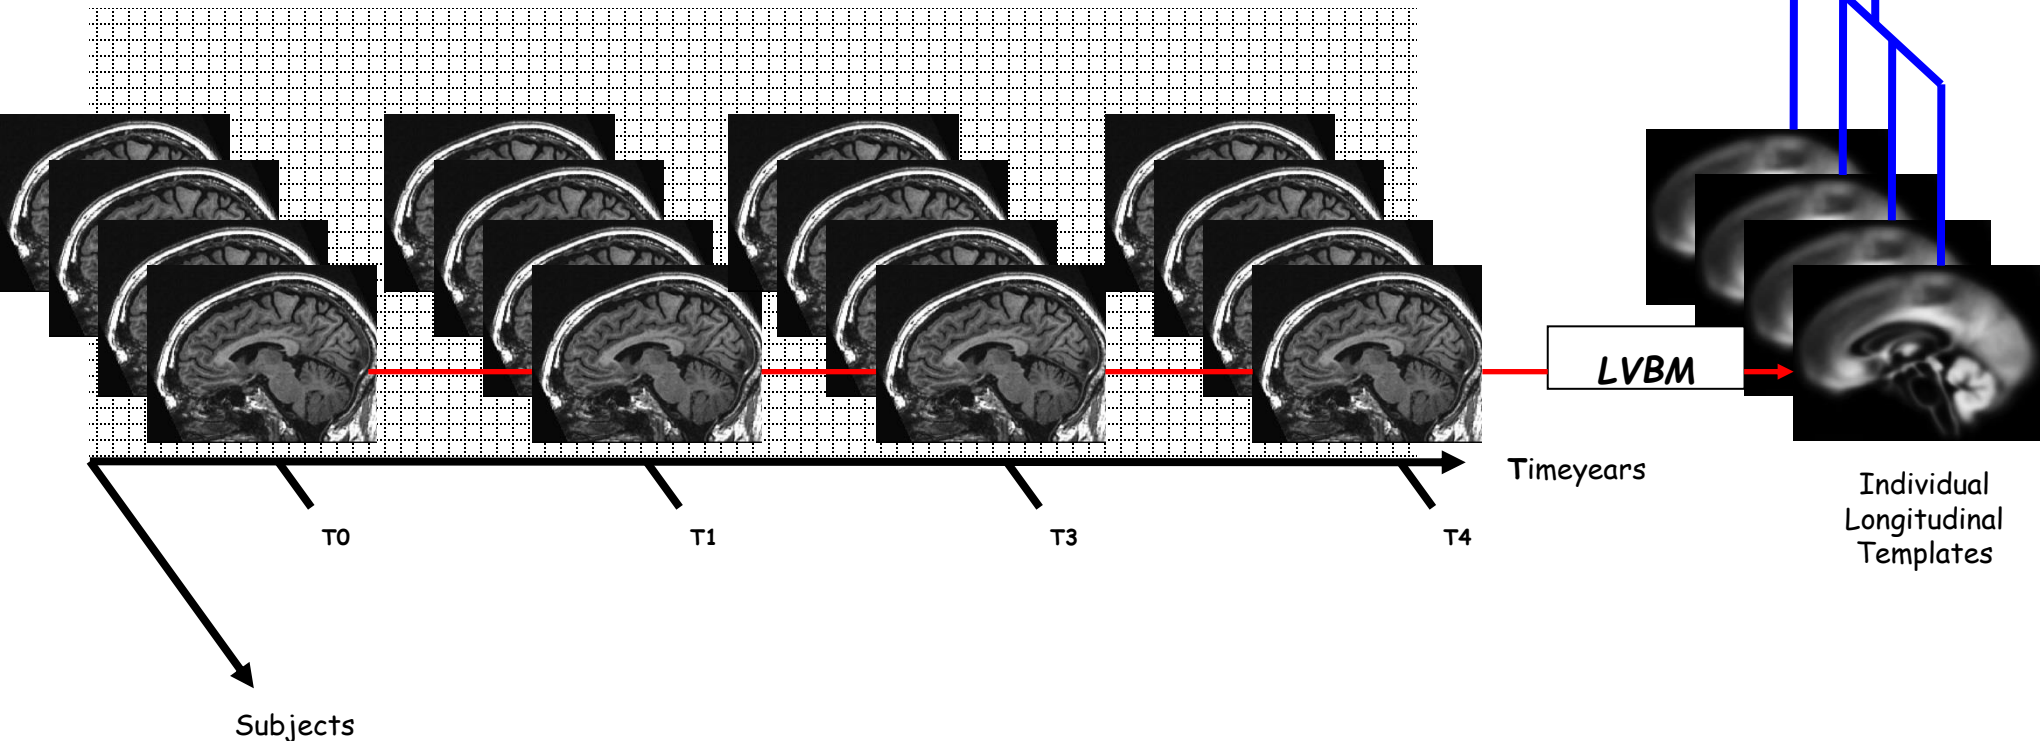 LVBM
Timeyears
Individual
Longitudinal
Templates
T0
T1
T3
T4
Subjects